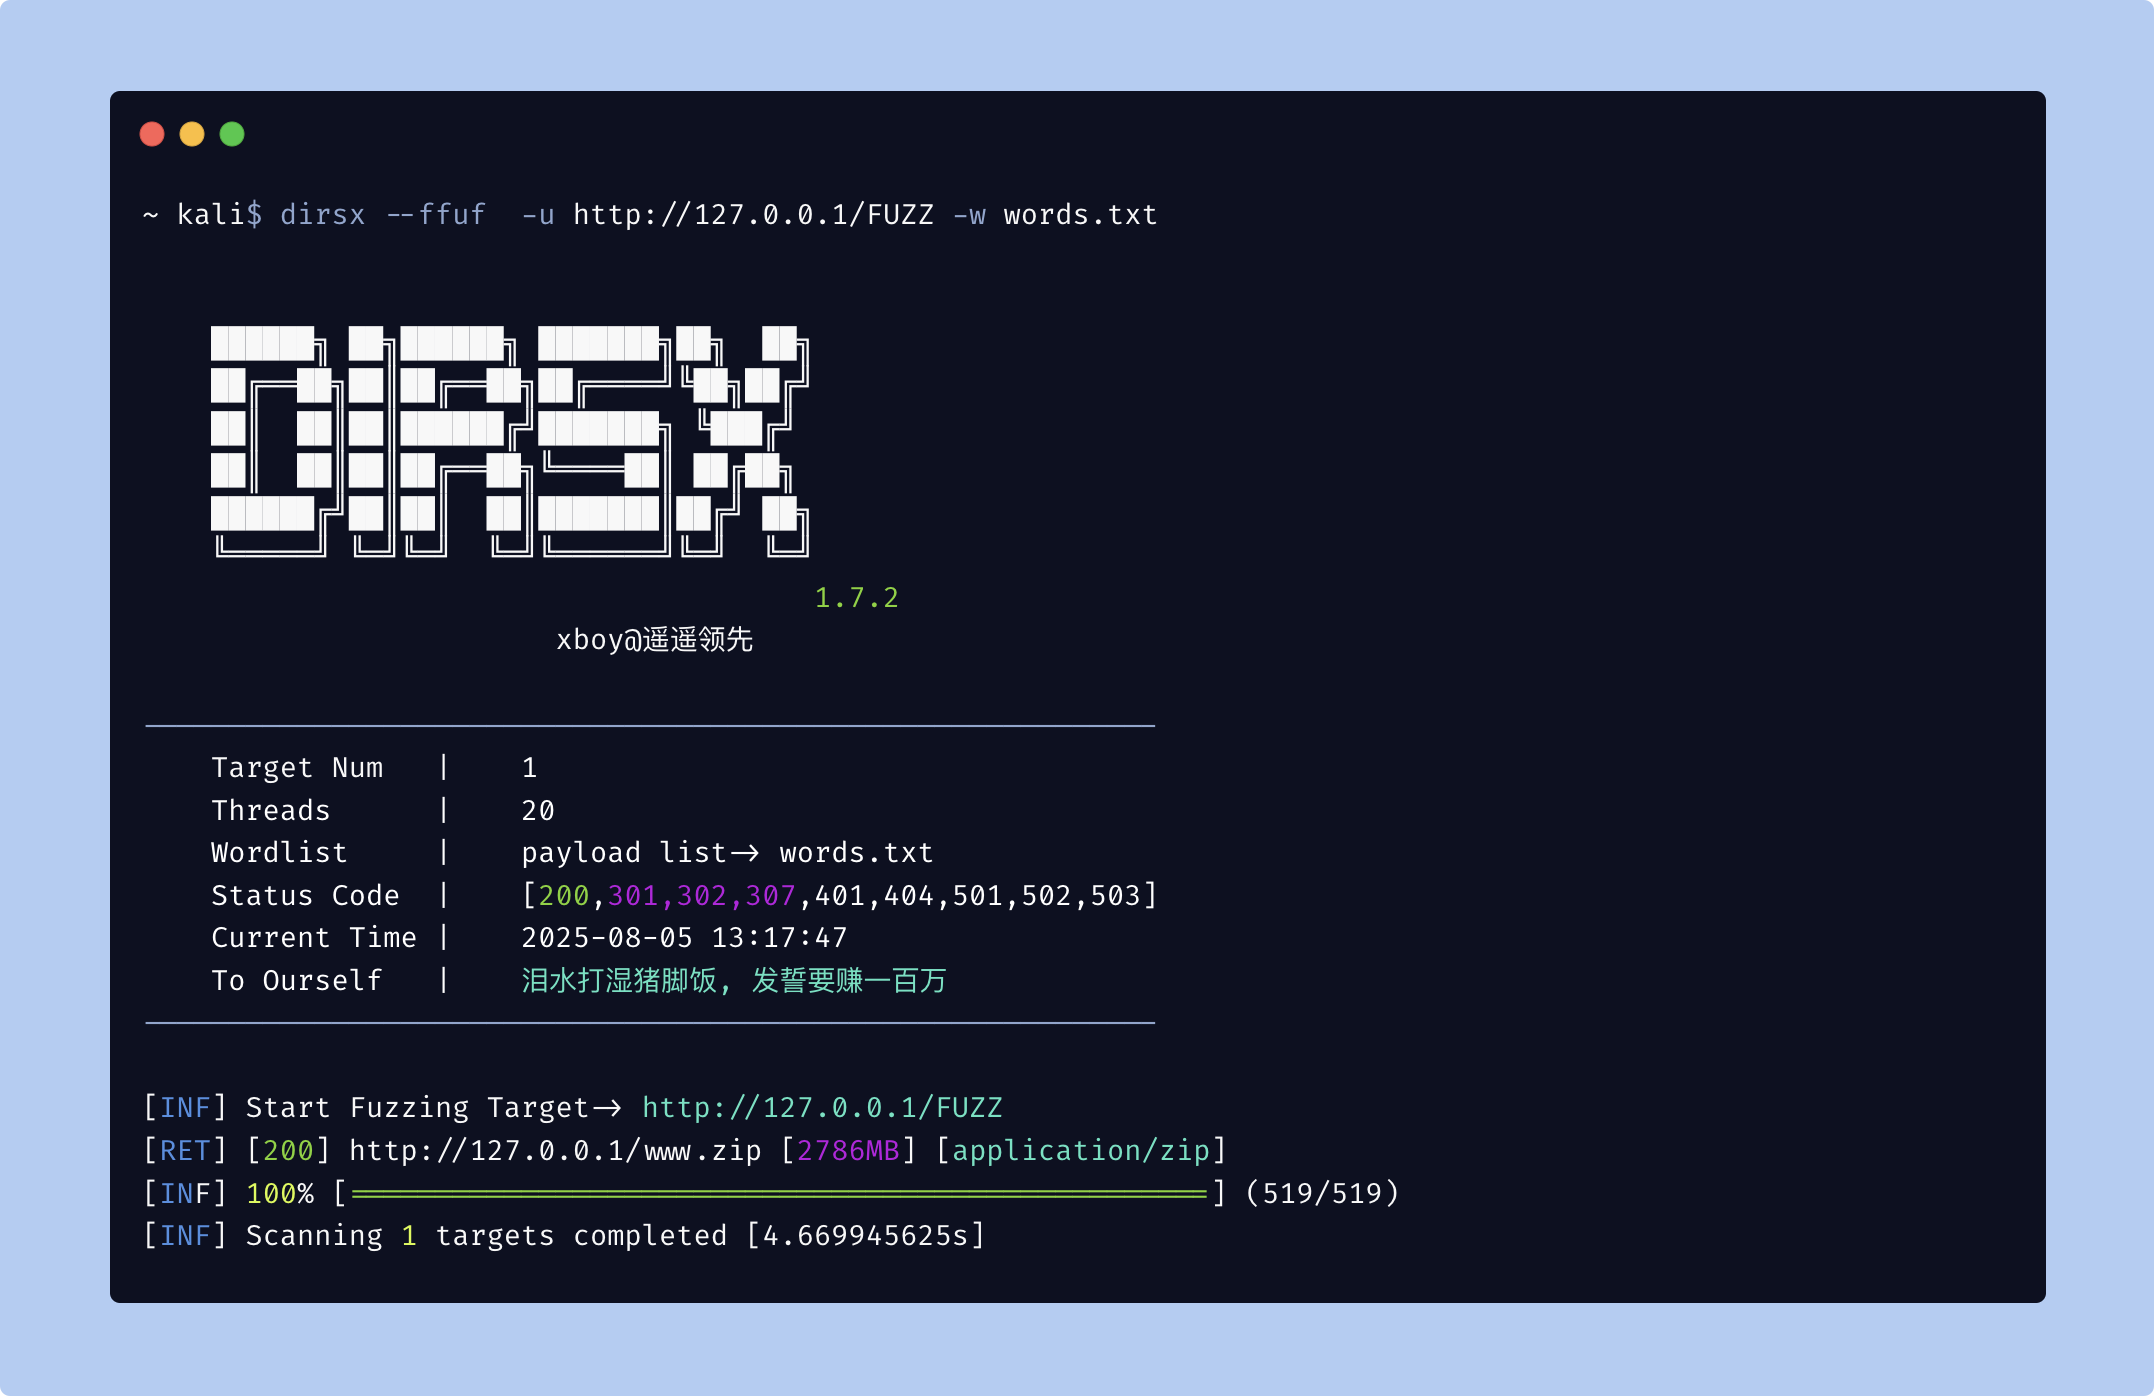 ~ kali$ dirsx --ffuf  -u http://127.0.0.1/FUZZ -w words.txt
DIRSX
1.7.2
xboy@遥遥领先
Target Num | 1
Threads | 20
Wordlist | payload list-> words.txt
Status Code | [200,301,302,307,401,404,501,502,503]
Current Time | 2025-08-05 13:17:47
To Ourself | 泪水打湿猪脚饭, 发誓要赚一百万
[INF] Start Fuzzing Target-> http://127.0.0.1/FUZZ
[RET] [200] http://127.0.0.1/www.zip [2786MB] [application/zip]
[INF] 100% [==================================================] (519/519)
[INF] Scanning 1 targets completed [4.669945625s]